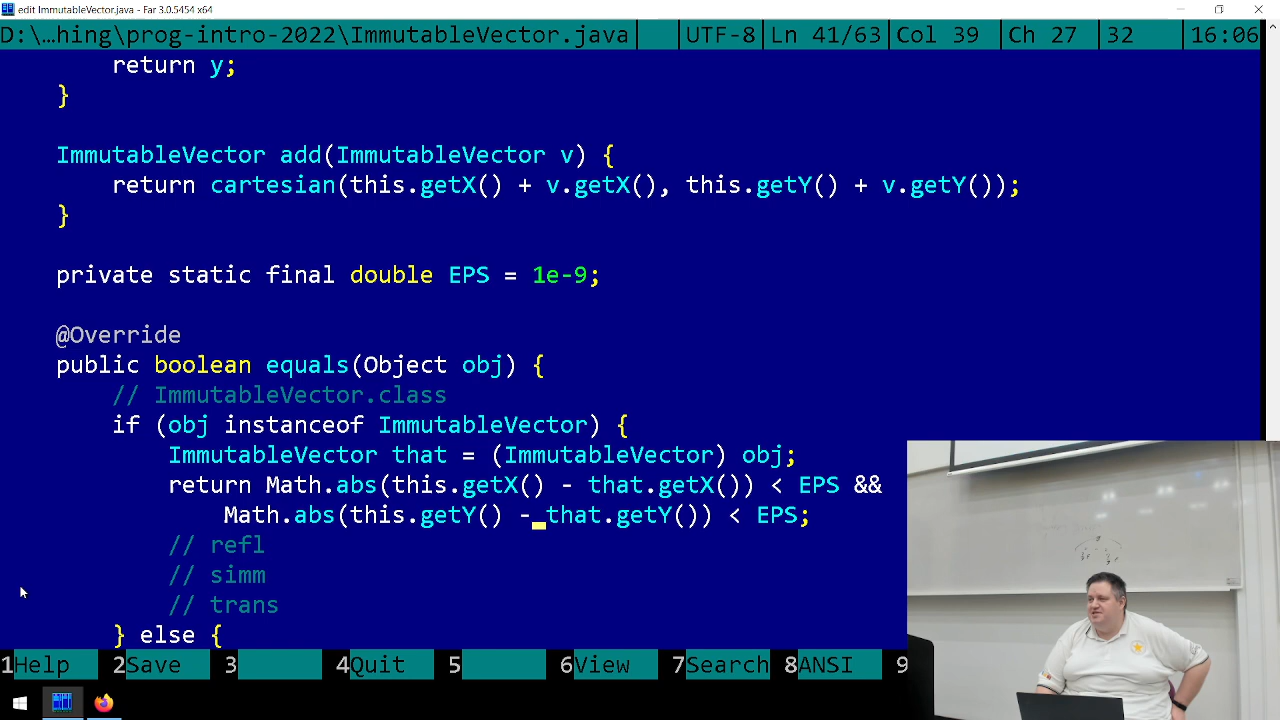 edit ImmutableVector.java - Far 3.0.5454 x64
D:\…hing\prog-intro-2022\ImmutableVector.java UTF-8 Ln 41/63 Col 39 Ch 27 32 16:06
return y;
}
ImmutableVector add(ImmutableVector v) {
return cartesian(this.getX() + v.getX(), this.getY() + v.getY());
}
private static final double EPS = 1e-9;
@Override
public boolean equals(Object obj) {
// ImmutableVector.class
if (obj instanceof ImmutableVector) {
ImmutableVector that = (ImmutableVector) obj;
return Math.abs(this.getX() - that.getX()) < EPS &&
Math.abs(this.getY() - that.getY()) < EPS;
// refl
// simm
// trans
} else {
1Help 2Save 3 4Quit 5 6View 7Search 8ANSI 9